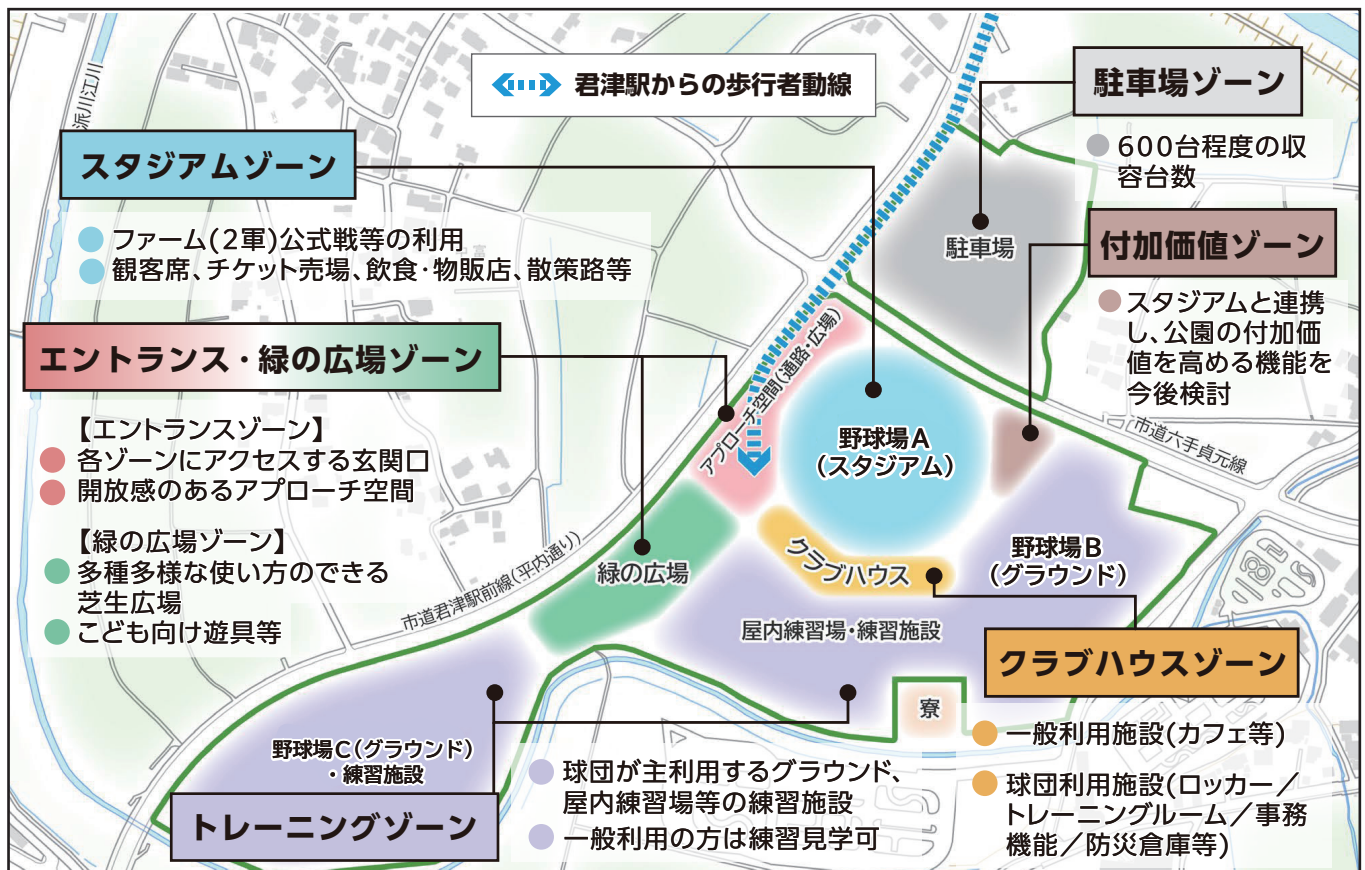 君津駅からの歩行者動線
派川江川
スタジアムゾーン
ファーム(2軍)公式戦等の利用
観客席、チケット売場、飲食・物販店、散策路等
エントランス・緑の広場ゾーン
【エントランスゾーン】
各ゾーンにアクセスする玄関口
開放感のあるアプローチ空間
【緑の広場ゾーン】
多種多様な使い方のできる
芝生広場
こども向け遊具等
駐車場ゾーン
600台程度の収
容台数
駐車場
付加価値ゾーン
スタジアムと連携
し、公園の付加価
値を高める機能を
今後検討
アプローチ空間(通路・広場)
野球場A
(スタジアム)
市道六手貞元線
野球場B
(グラウンド)
クラブハウス
緑の広場
市道君津駅前線(平内通り)
屋内練習場・練習施設
寮
クラブハウスゾーン
一般利用施設(カフェ等)
球団利用施設(ロッカー/
トレーニングルーム/事務
機能/防災倉庫等)
野球場C(グラウンド)
・練習施設
トレーニングゾーン
球団が主利用するグラウンド、
屋内練習場等の練習施設
一般利用の方は練習見学可